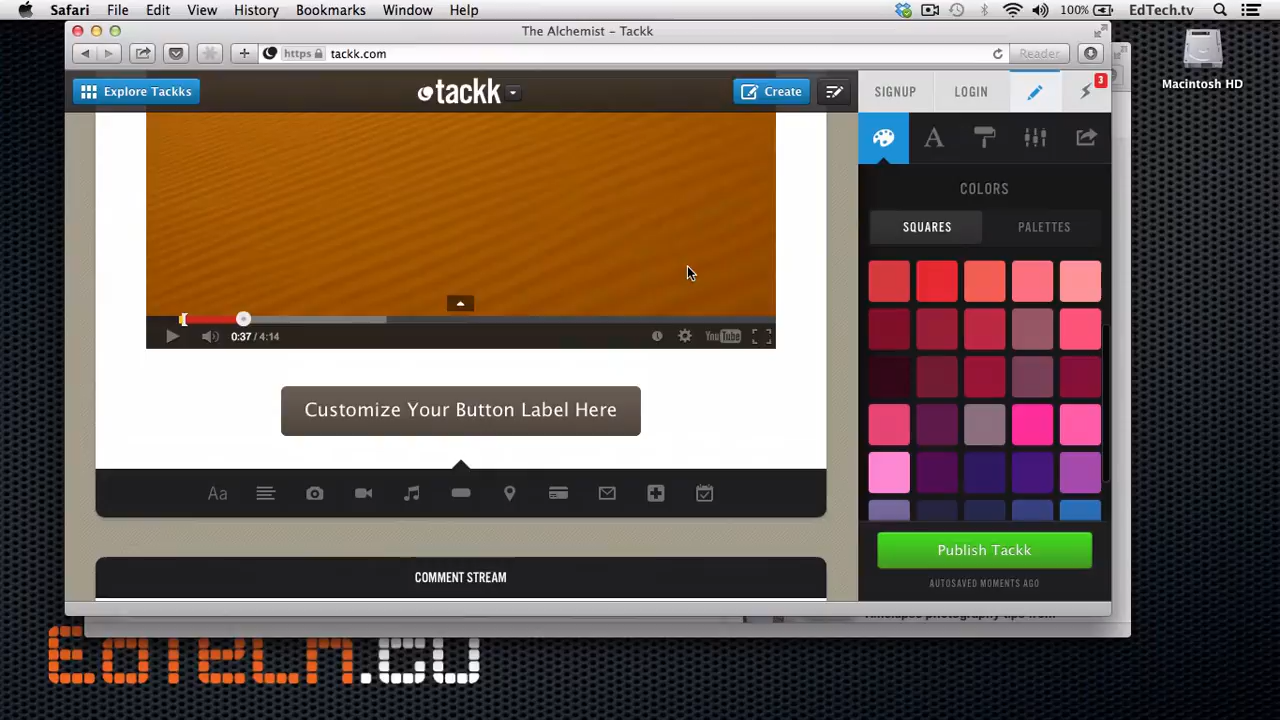 Safari File Edit View History Bookmarks Window Help 100% EdTech.tv
The Alchemist – Tackk
https tackk.com Reader
Macintosh HD
Explore Tackks tackk Create SIGNUP LOGIN 3
COLORS
SQUARES PALETTES
0:37 / 4:14 YouTube
Customize Your Button Label Here
Aa
Publish Tackk
AUTOSAVED MOMENTS AGO
COMMENT STREAM